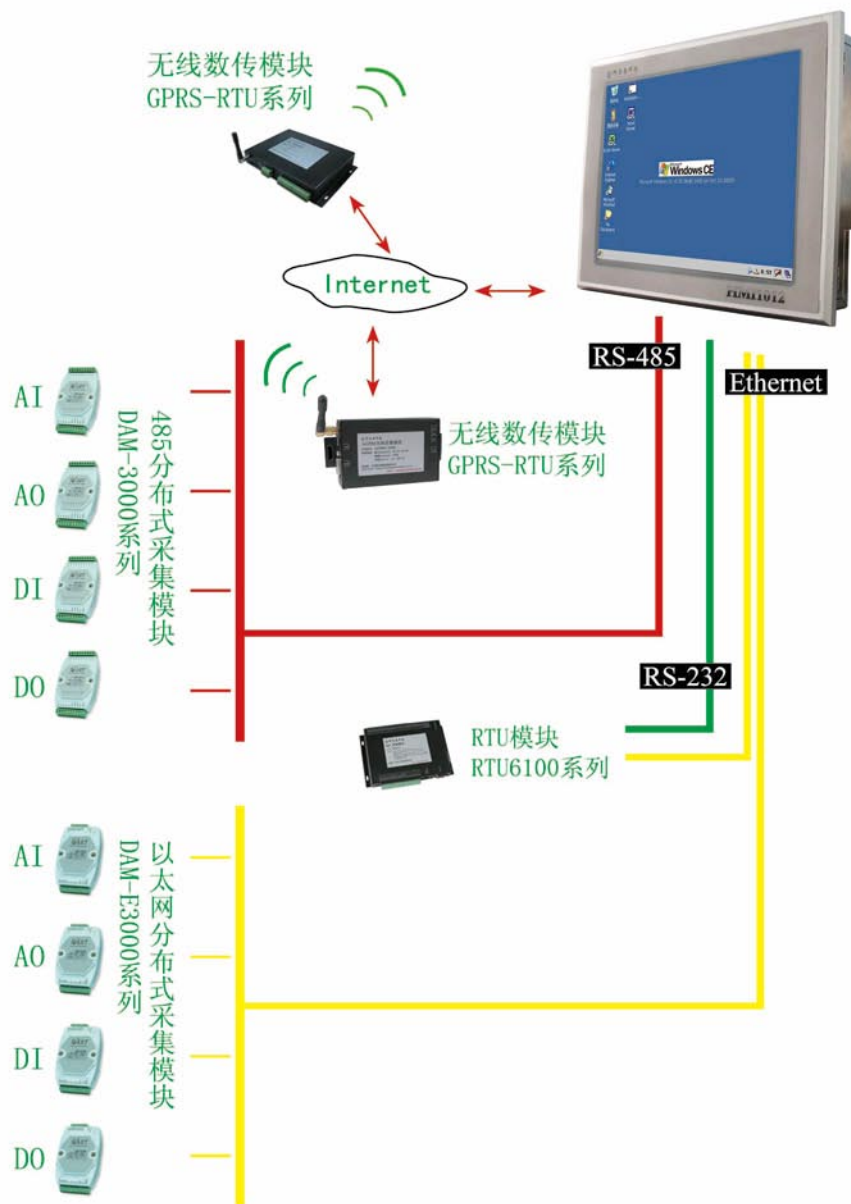 无线数传模块
GPRS-RTU系列
Windows CE
Internet
RS-485
Ethernet
AI
AO
DI
DO
485分布式采集模块
DAM-3000系列
无线数传模块
GPRS-RTU系列
RS-232
RTU模块
RTU6100系列
AI
AO
DI
DO
以太网分布式采集模块
DAM-E3000系列